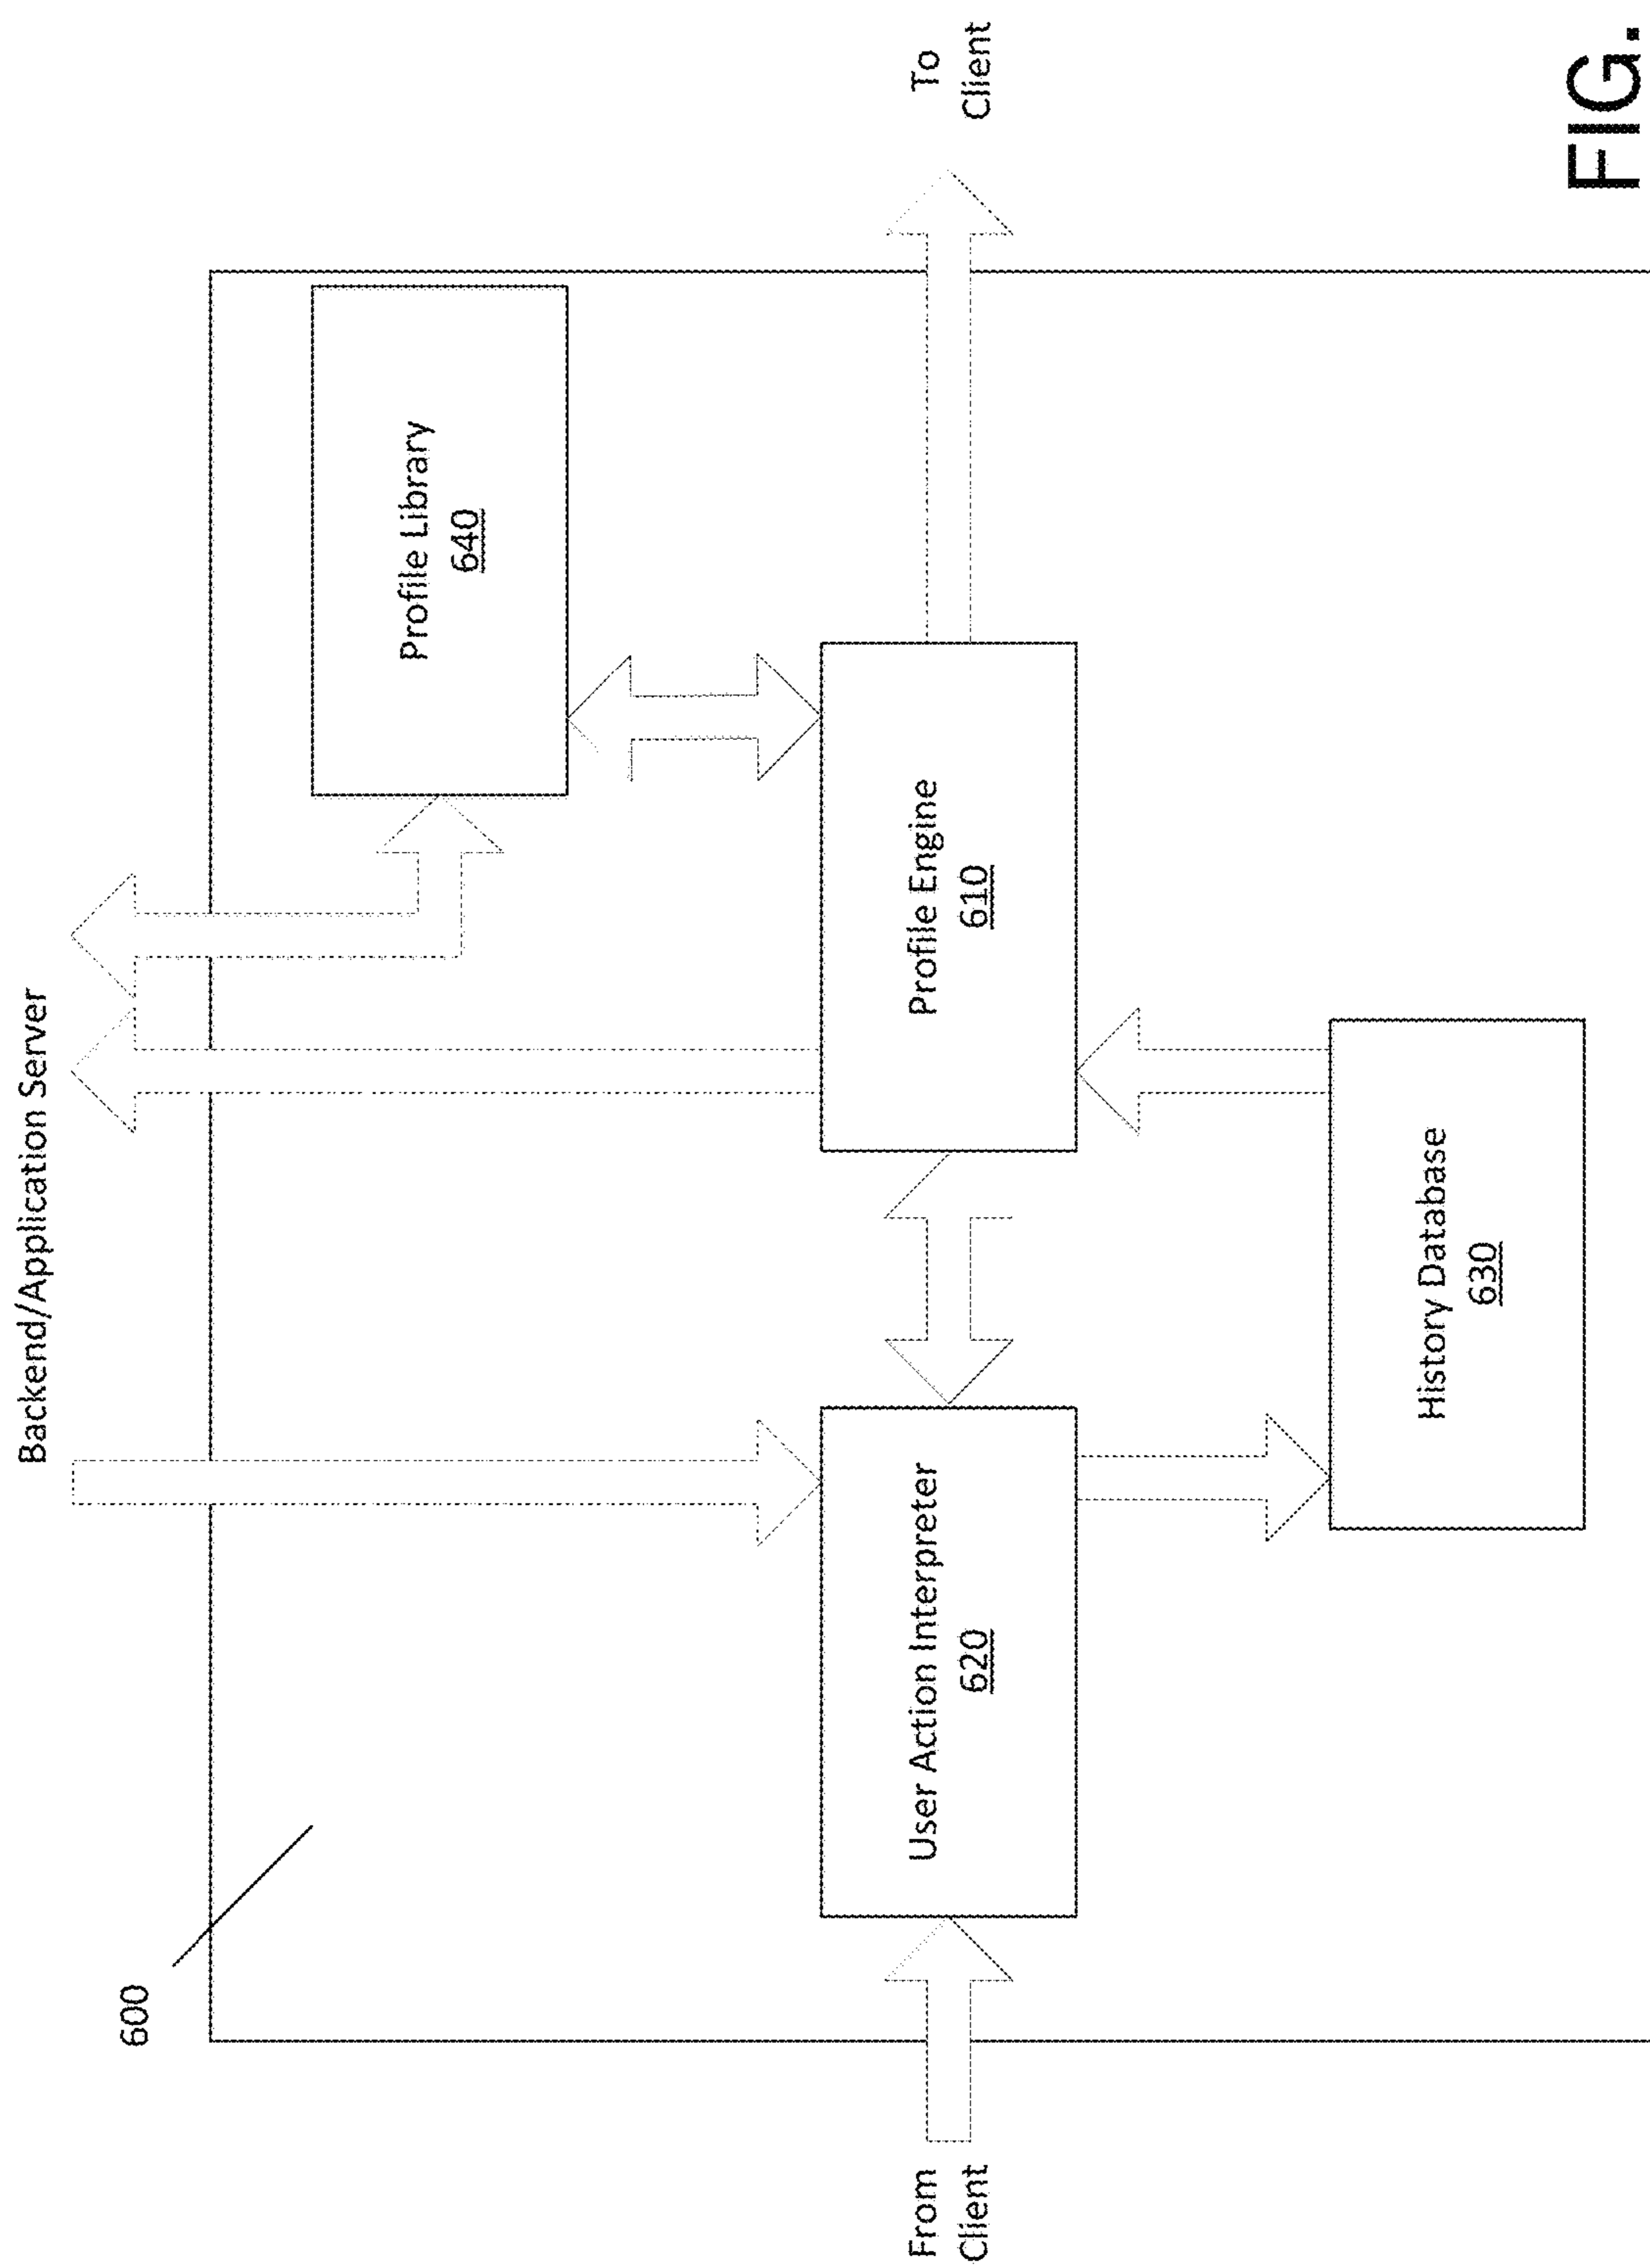 Backend/Application Server
600
Profile Library
640
From
Client
User Action Interpreter
620
Profile Engine
610
To
Client
History Database
630
FIG.